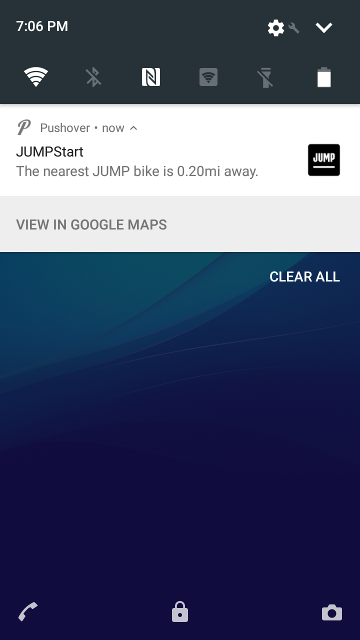 7:06 PM
Pushover • now
JUMPStart
The nearest JUMP bike is 0.20mi away.
JUMP
VIEW IN GOOGLE MAPS
CLEAR ALL